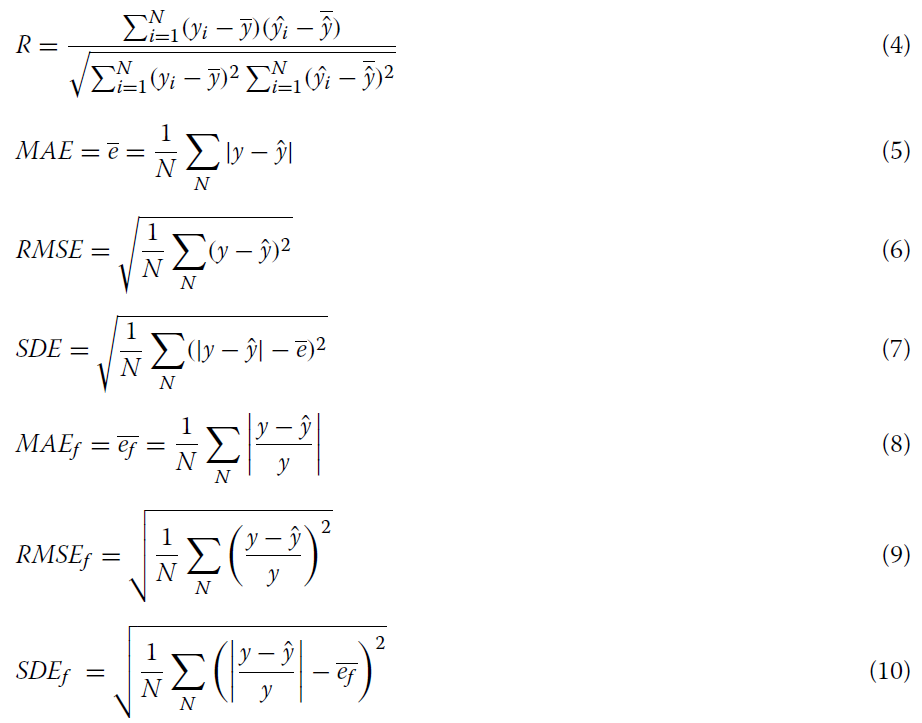 R = \frac{\sum_{i=1}^{N}(y_i - \overline{y})(\hat{y_i} - \overline{\hat{y}})}{\sqrt{\sum_{i=1}^{N}(y_i - \overline{y})^2 \sum_{i=1}^{N}(\hat{y_i} - \overline{\hat{y}})^2}} (4)
MAE = \overline{e} = \frac{1}{N} \sum_{N} |y - \hat{y}| (5)
RMSE = \sqrt{\frac{1}{N} \sum_{N} (y - \hat{y})^2} (6)
SDE = \sqrt{\frac{1}{N} \sum_{N} (|y - \hat{y}| - \overline{e})^2} (7)
MAE_f = \overline{e_f} = \frac{1}{N} \sum_{N} \left| \frac{y - \hat{y}}{y} \right| (8)
RMSE_f = \sqrt{\frac{1}{N} \sum_{N} \left( \frac{y - \hat{y}}{y} \right)^2} (9)
SDE_f = \sqrt{\frac{1}{N} \sum_{N} \left( \left| \frac{y - \hat{y}}{y} \right| - \overline{e_f} \right)^2} (10)